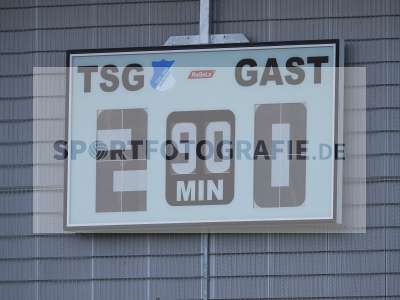 TSG GAST
2 90 0
MIN
SPORTFOTOGRAFIE.DE